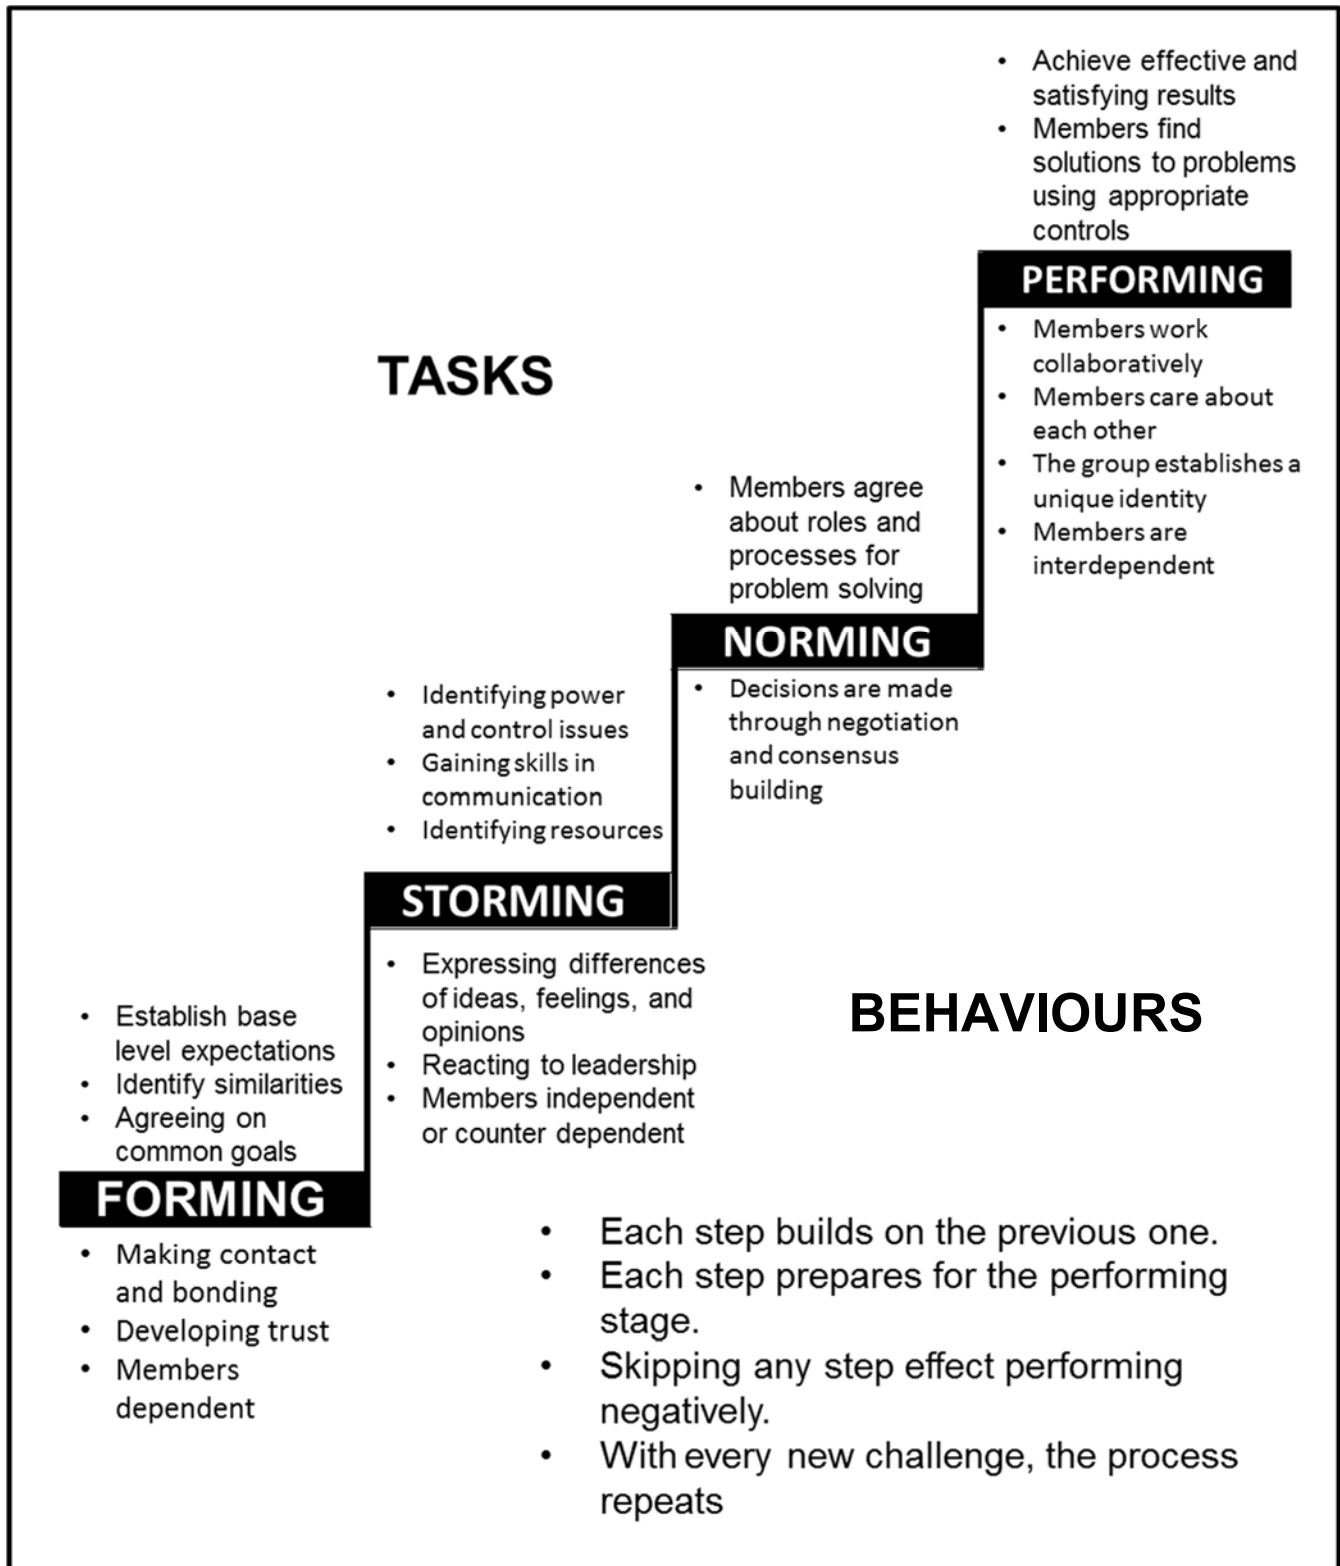 • Achieve effective and
satisfying results
• Members find
solutions to problems
using appropriate
controls
PERFORMING
• Members work
collaboratively
• Members care about
each other
• The group establishes a
unique identity
• Members are
interdependent
TASKS
• Members agree
about roles and
processes for
problem solving
NORMING
• Decisions are made
through negotiation
and consensus
building
• Identifying power
and control issues
• Gaining skills in
communication
• Identifying resources
STORMING
• Expressing differences
of ideas, feelings, and
opinions
• Reacting to leadership
• Members independent
or counter dependent
BEHAVIOURS
• Establish base
level expectations
• Identify similarities
• Agreeing on
common goals
FORMING
• Making contact
and bonding
• Developing trust
• Members
dependent
• Each step builds on the previous one.
• Each step prepares for the performing
stage.
• Skipping any step effect performing
negatively.
• With every new challenge, the process
repeats